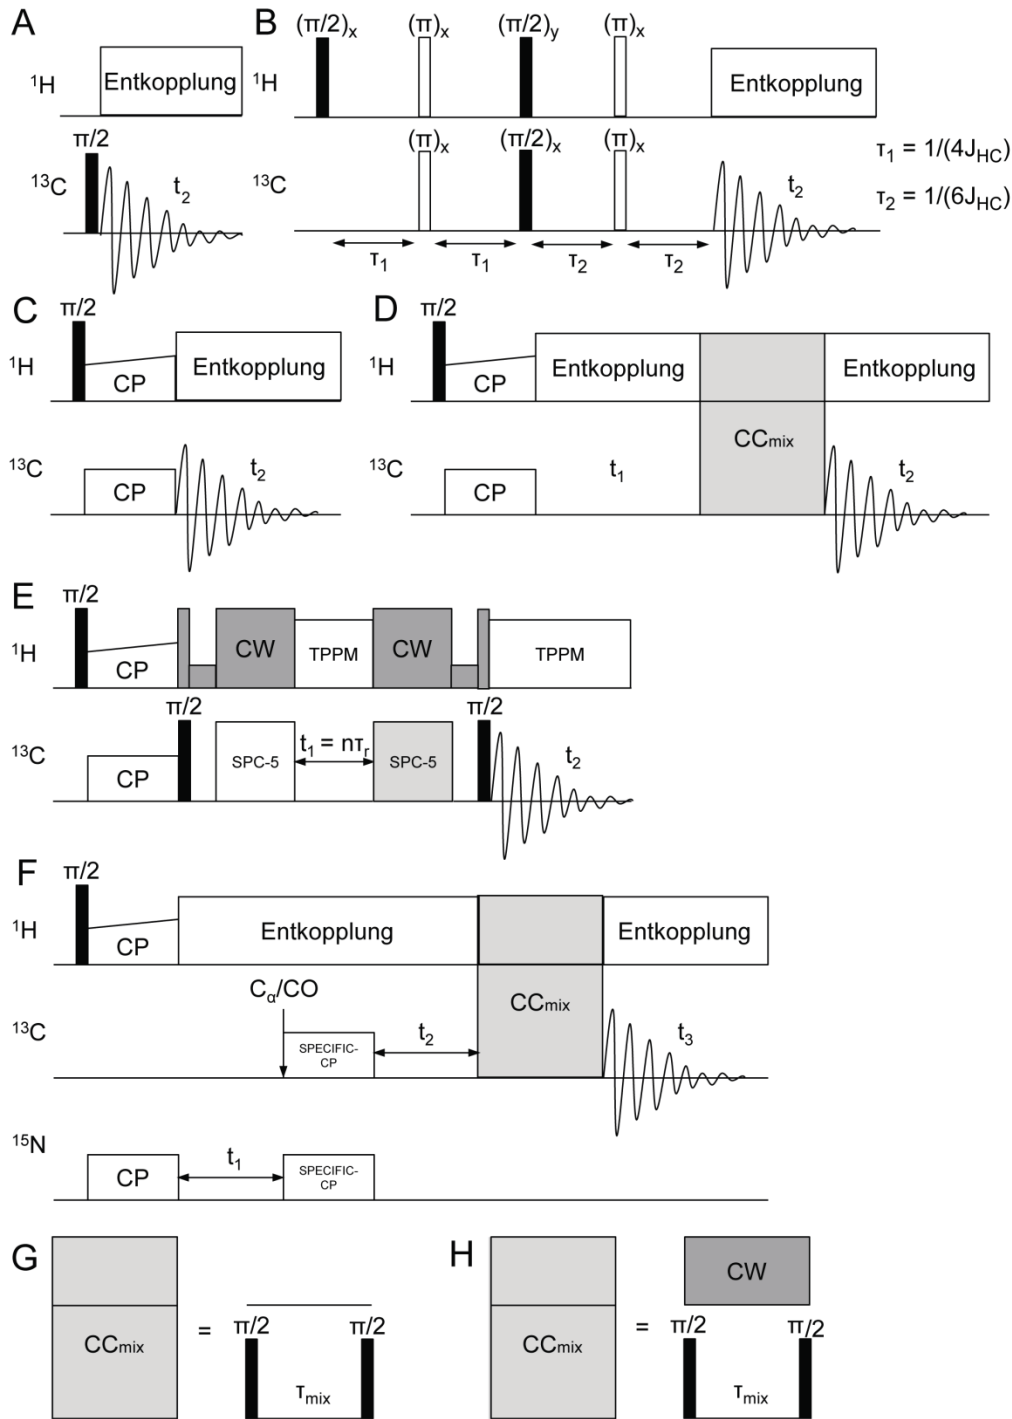 A
¹H
Entkopplung
π/2
¹³C
t₂
B
(π/2)ₓ (π)ₓ (π/2)ᵧ (π)ₓ
¹H
Entkopplung
(π)ₓ (π/2)ₓ (π)ₓ
¹³C
t₂
τ₁ τ₁ τ₂ τ₂
τ₁ = 1/(4J_HC)
τ₂ = 1/(6J_HC)
C
π/2
¹H
CP
Entkopplung
¹³C
CP
t₂
D
π/2
¹H
CP
Entkopplung
Entkopplung
CCmix
¹³C
CP
t₁
t₂
E
π/2
¹H
CP
CW
TPPM
CW
TPPM
π/2
π/2
¹³C
CP
SPC-5
t₁ = nτᵣ
SPC-5
t₂
F
π/2
¹H
CP
Entkopplung
Entkopplung
Cα/CO
CCmix
¹³C
SPECIFIC-
CP
t₂
t₃
¹⁵N
CP
t₁
SPECIFIC-
CP
G
CCmix
=
π/2 π/2
τmix
H
CCmix
=
CW
π/2 π/2
τmix